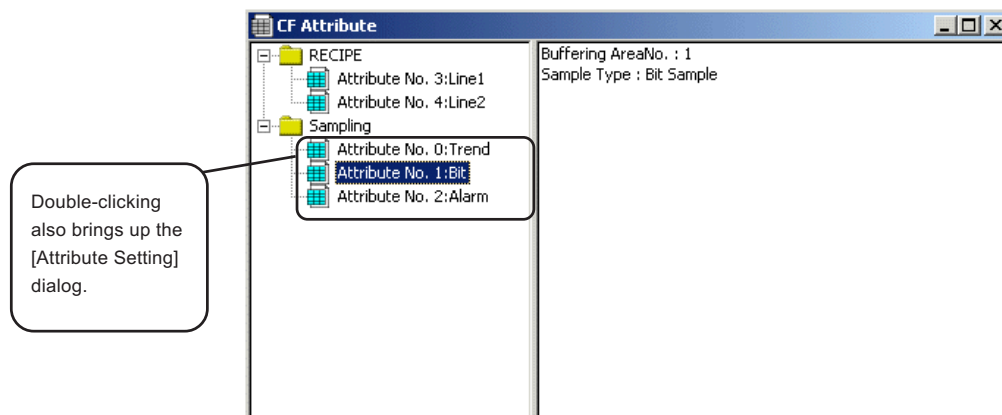 CF Attribute
RECIPE
Attribute No. 3:Line1
Attribute No. 4:Line2
Sampling
Attribute No. 0:Trend
Attribute No. 1:Bit
Attribute No. 2:Alarm
Buffering AreaNo. : 1
Sample Type : Bit Sample
Double-clicking
also brings up the
[Attribute Setting]
dialog.